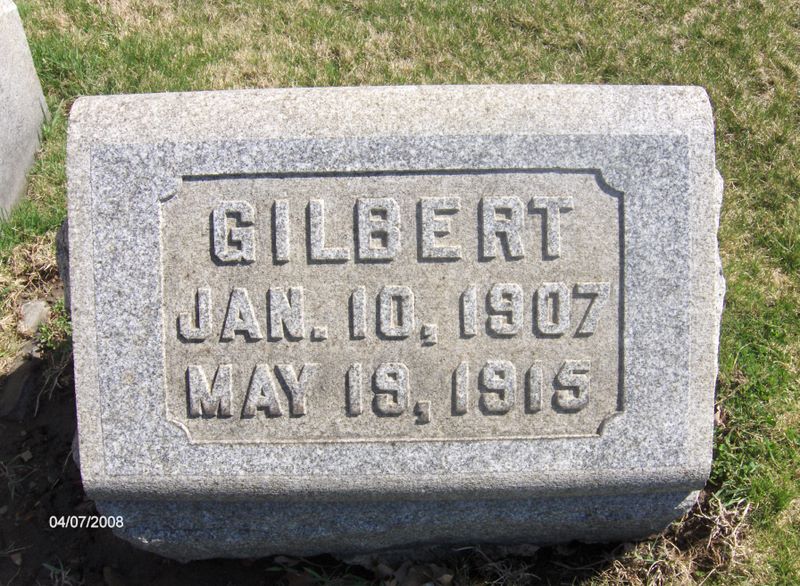 GILBERT
JAN. 10, 1907
MAY 19, 1915
04/07/2008